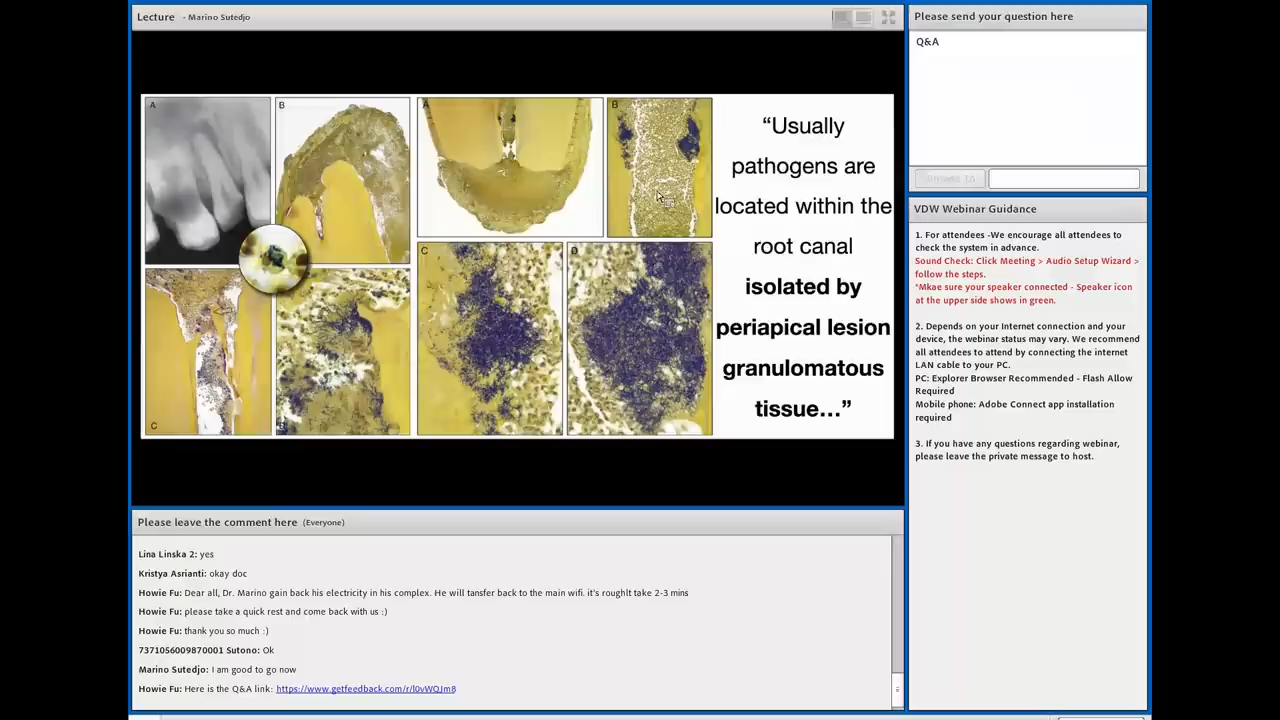 Lecture - Marino Sutedjo
A
B
A
B
C
C
D
"Usually
pathogens are
located within the
root canal
isolated by
periapical lesion
granulomatous
tissue…"
Please leave the comment here (Everyone)
Lina Linska 2: yes
Kristya Asrianti: okay doc
Howie Fu: Dear all, Dr. Marino gain back his electricity in his complex. He will tansfer back to the main wifi. it's roughlt take 2-3 mins
Howie Fu: please take a quick rest and come back with us :)
Howie Fu: thank you so much :)
7371056009870001 Sutono: Ok
Marino Sutedjo: I am good to go now
Howie Fu: Here is the Q&A link: https://www.getfeedback.com/r/l0vWQJm8
Please send your question here
Q&A
VDW Webinar Guidance
1. For attendees -We encourage all attendees to
check the system in advance.
Sound Check: Click Meeting > Audio Setup Wizard >
follow the steps.
*Mkae sure your speaker connected - Speaker icon
at the upper side shows in green.
2. Depends on your Internet connection and your
device, the webinar status may vary. We recommend
all attendees to attend by connecting the internet
LAN cable to your PC.
PC: Explorer Browser Recommended - Flash Allow
Required
Mobile phone: Adobe Connect app installation
required
3. If you have any questions regarding webinar,
please leave the private message to host.